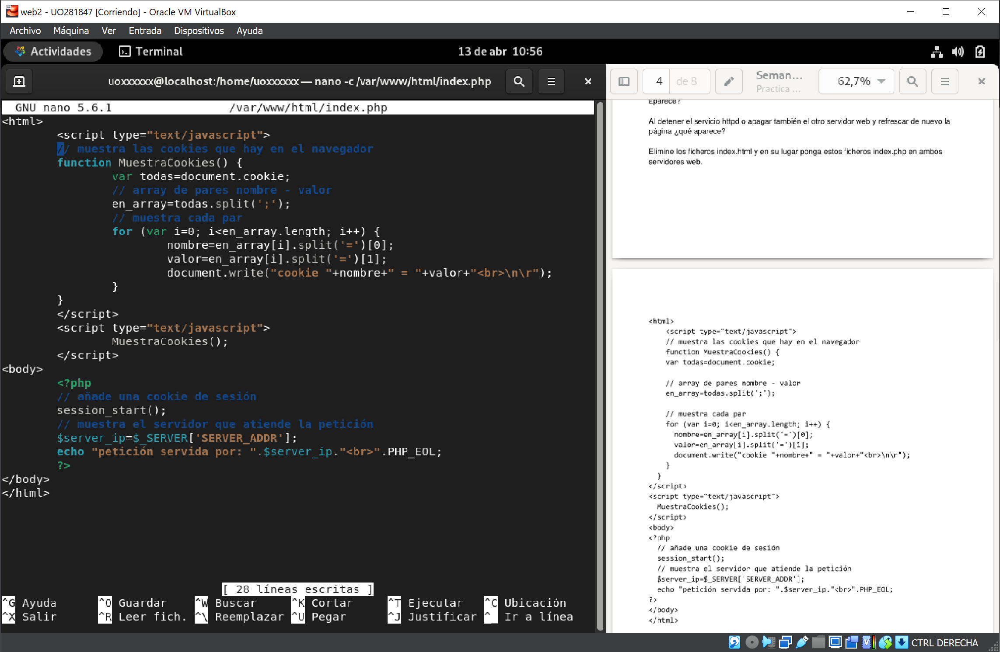 web2 - UO281847 [Corriendo] - Oracle VM VirtualBox
Archivo Máquina Ver Entrada Dispositivos Ayuda
Actividades Terminal 13 de abr 10:56
uoxxxxxx@localhost:/home/uoxxxxxx — nano -c /var/www/html/index.php
GNU nano 5.6.1 /var/www/html/index.php
<html>
<script type="text/javascript">
// muestra las cookies que hay en el navegador
function MuestraCookies() {
var todas=document.cookie;
// array de pares nombre - valor
en_array=todas.split(';');
// muestra cada par
for (var i=0; i<en_array.length; i++) {
nombre=en_array[i].split('=')[0];
valor=en_array[i].split('=')[1];
document.write("cookie "+nombre+" = "+valor+"<br>\n\r");
}
}
</script>
<script type="text/javascript">
MuestraCookies();
</script>
<body>
<?php
// añade una cookie de sesión
session_start();
// muestra el servidor que atiende la petición
$server_ip=$_SERVER['SERVER_ADDR'];
echo "petición servida por: ".$server_ip."<br>".PHP_EOL;
?>
</body>
</html>
[ 28 líneas escritas ]
^G Ayuda ^O Guardar ^W Buscar ^K Cortar ^T Ejecutar ^C Ubicación
^X Salir ^R Leer fich. ^\ Reemplazar ^U Pegar ^J Justificar ^_ Ir a línea
4 de 8 Seman... 62,7%
Practica ...
aparece?
Al detener el servicio httpd o apagar también el otro servidor web y refrescar de nuevo la
página ¿qué aparece?
Elimine los ficheros index.html y en su lugar ponga estos ficheros index.php en ambos
servidores web.
<html>
<script type="text/javascript">
// muestra las cookies que hay en el navegador
function MuestraCookies() {
var todas=document.cookie;
// array de pares nombre - valor
en_array=todas.split(';');
// muestra cada par
for (var i=0; i<en_array.length; i++) {
nombre=en_array[i].split('=')[0];
valor=en_array[i].split('=')[1];
document.write("cookie "+nombre+" = "+valor+"<br>\n\r");
}
}
</script>
<script type="text/javascript">
MuestraCookies();
</script>
<body>
<?php
// añade una cookie de sesión
session_start();
// muestra el servidor que atiende la petición
$server_ip=$_SERVER['SERVER_ADDR'];
echo "petición servida por: ".$server_ip."<br>".PHP_EOL;
?>
</body>
</html>
CTRL DERECHA